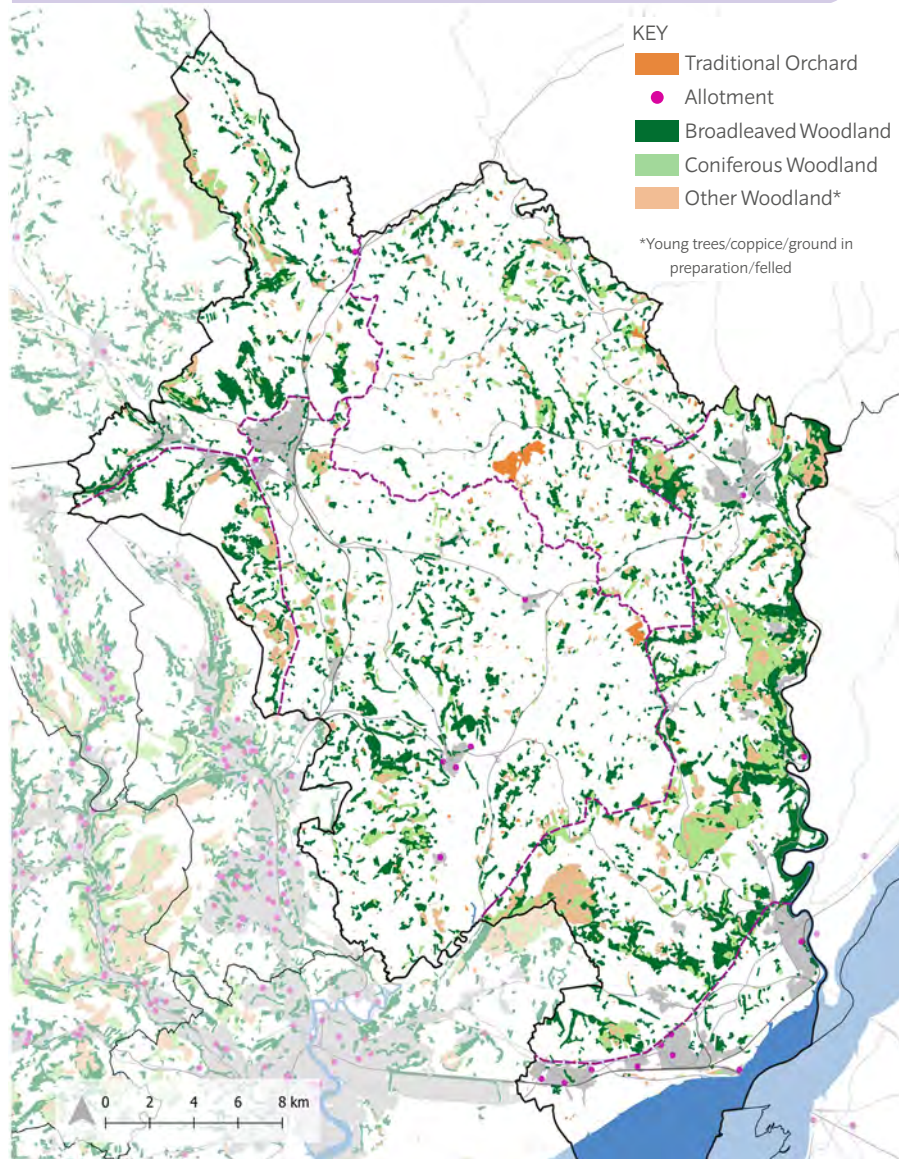 KEY
Traditional Orchard
Allotment
Broadleaved Woodland
Coniferous Woodland
Other Woodland*
*Young trees/coppice/ground in
preparation/felled
0 2 4 6 8 km